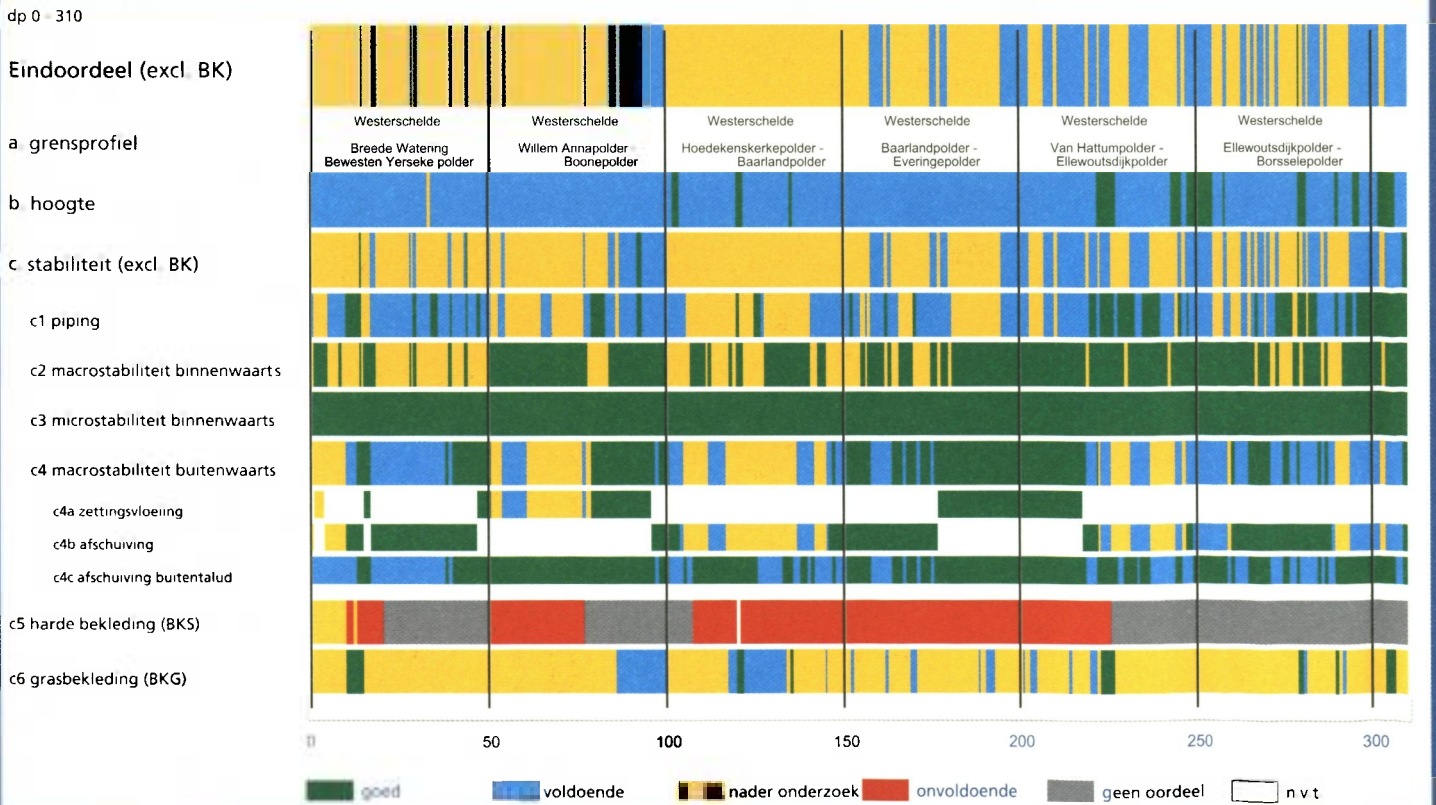 dp 0 - 310
Eindoordeel (excl. BK)
Westerschelde Westerschelde Westerschelde Westerschelde Westerschelde Westerschelde
a grensprofiel
Breede Watering Willem Annapolder Hoedekenskerkepolder - Baarlandpolder - Van Hattumpolder - Ellewoutsdijkpolder -
Bewesten Yerseke polder Boonepolder Baarlandpolder Everingepolder Ellewoutsdijkpolder Borsselepolder
b hoogte
c stabiliteit (excl. BK)
c1 piping
c2 macrostabiliteit binnenwaarts
c3 microstabiliteit binnenwaarts
c4 macrostabiliteit buitenwaarts
c4a zettingsvloeiing
c4b afschuiving
c4c afschuiving buitentalud
c5 harde bekleding (BKS)
c6 grasbekleding (BKG)
0 50 100 150 200 250 300
goed voldoende nader onderzoek onvoldoende geen oordeel n v t